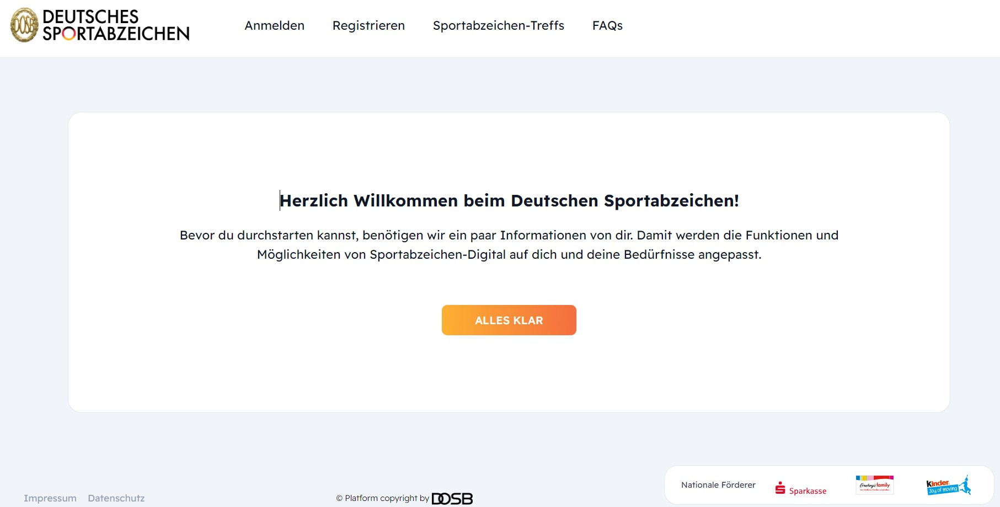 DOSB
DEUTSCHES
SPORTABZEICHEN
Anmelden
Registrieren
Sportabzeichen-Treffs
FAQs
Herzlich Willkommen beim Deutschen Sportabzeichen!
Bevor du durchstarten kannst, benötigen wir ein paar Informationen von dir. Damit werden die Funktionen und
Möglichkeiten von Sportabzeichen-Digital auf dich und deine Bedürfnisse angepasst.
ALLES KLAR
Impressum
Datenschutz
© Platform copyright by DOSB
Nationale Förderer
Sparkasse
Ernsting's family
Kinder
Joy of moving